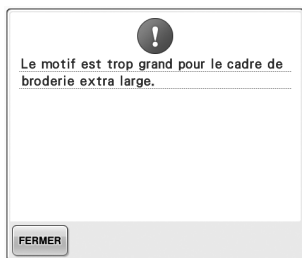 Le motif est trop grand pour le cadre de
broderie extra large.
FERMER